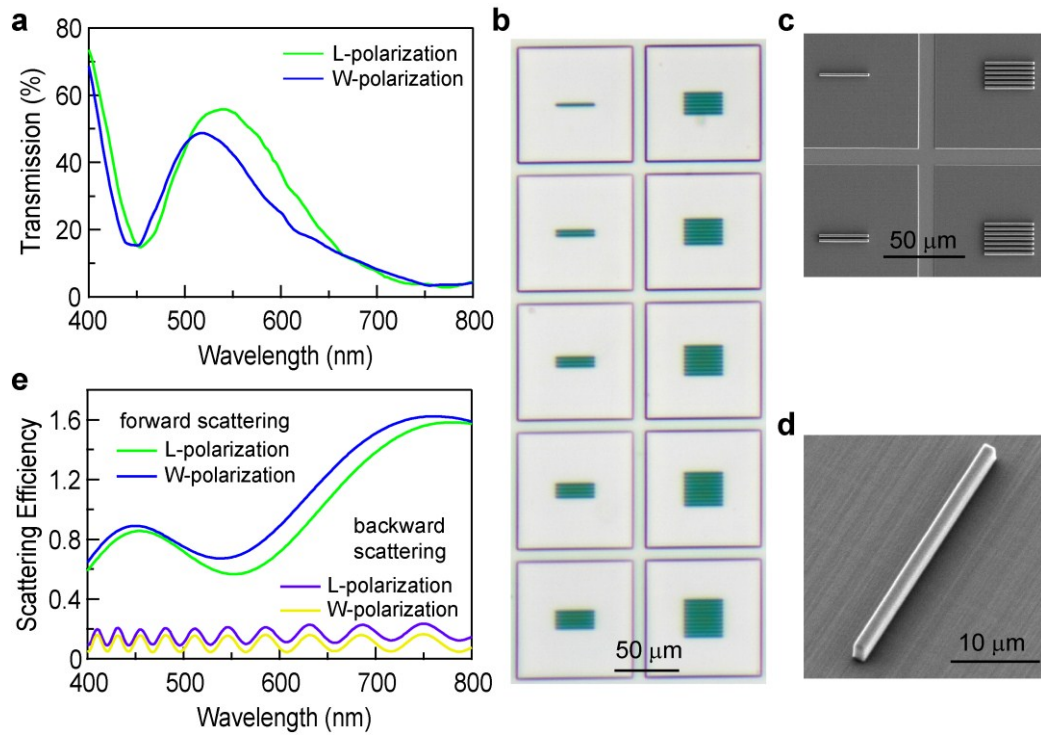 a
80
60
40
20
0
Transmission (%)
L-polarization
W-polarization
400 500 600 700 800
Wavelength (nm)
b
50 μm
c
50 μm
d
10 μm
e
1.6
1.2
0.8
0.4
0
Scattering Efficiency
forward scattering
L-polarization
W-polarization
backward
scattering
L-polarization
W-polarization
400 500 600 700 800
Wavelength (nm)